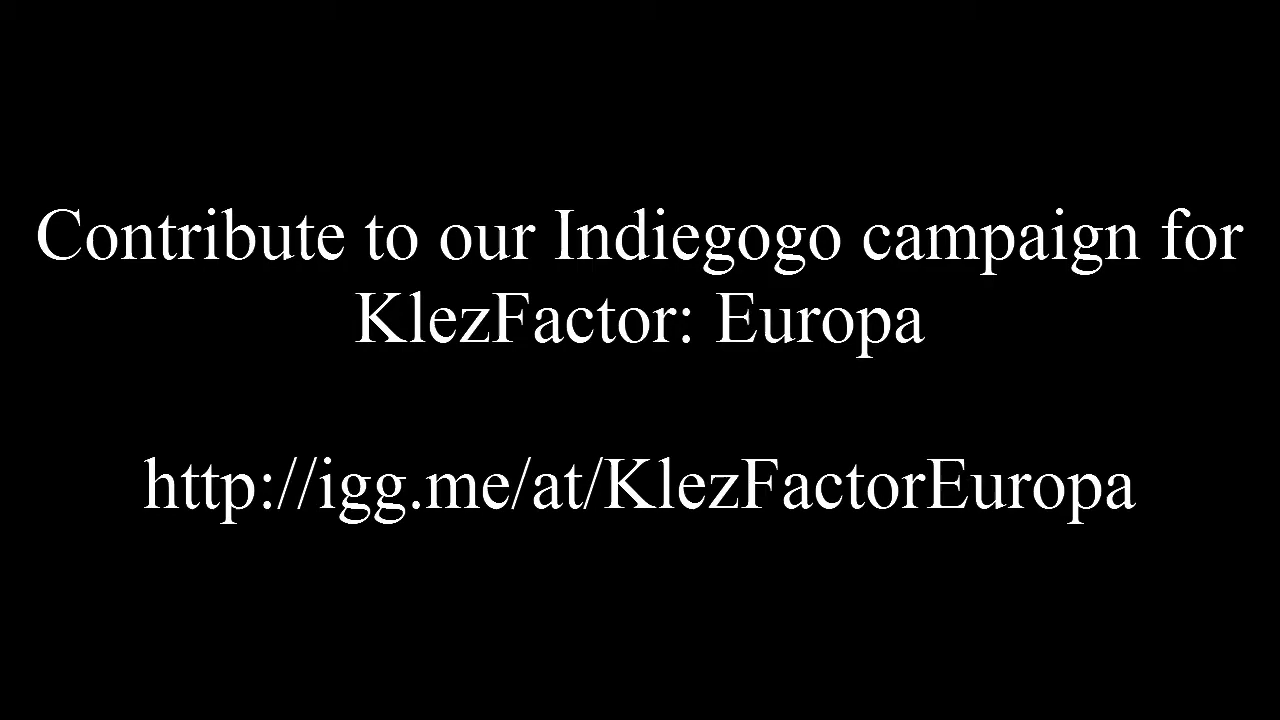 Contribute to our Indiegogo campaign for
KlezFactor: Europa
http://igg.me/at/KlezFactorEuropa